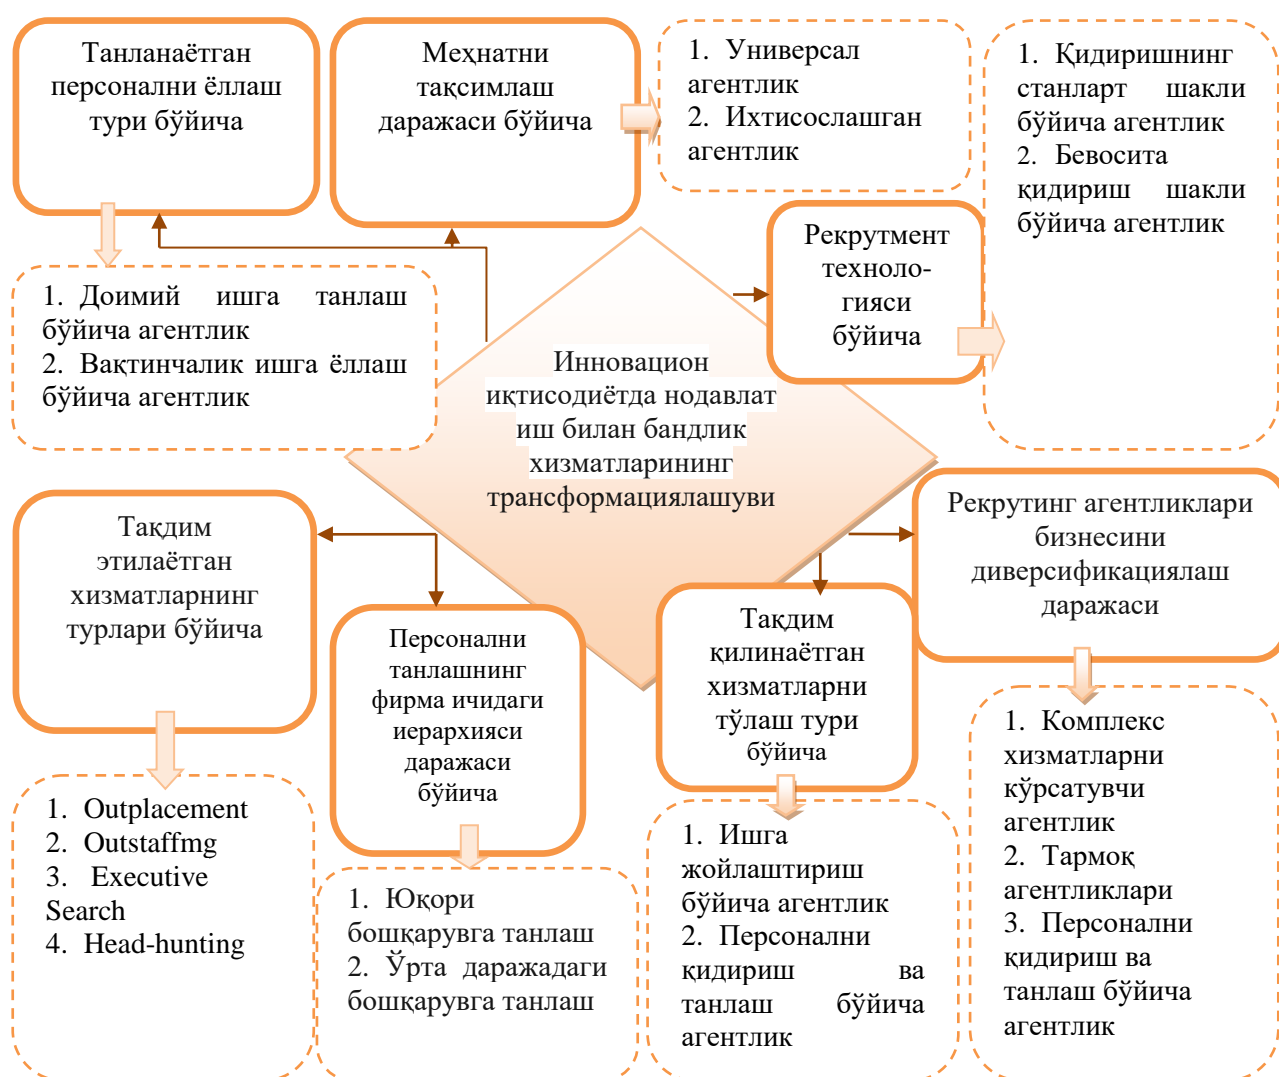 Танланаётган
персонални ёллаш
тури бўйича
Меҳнатни
тақсимлаш
даражаси бўйича
1. Универсал
агентлик
2. Ихтисослашган
агентлик
1. Қидиришнинг
станларт шакли
бўйича агентлик
2. Бевосита
қидириш шакли
бўйича агентлик
Рекрутмент
техноло-
гияси
бўйича
1. Доимий ишга танлаш
бўйича агентлик
2. Вақтинчалик ишга ёллаш
бўйича агентлик
Инновацион
иқтисодиётда нодавлат
иш билан бандлик
хизматларининг
трансформациялашуви
Тақдим
этилаётган
хизматларнинг
турлари бўйича
Персонални
танлашнинг
фирма ичидаги
иерархияси
даражаси
бўйича
Тақдим
қилинаётган
хизматларни
тўлаш тури
бўйича
Рекрутинг агентликлари
бизнесини
диверсификациялаш
даражаси
1. Outplacement
2. Outstaffmg
3. Executive
Search
4. Head-hunting
1. Юқори
бошқарувга танлаш
2. Ўрта даражадаги
бошқарувга танлаш
1. Ишга
жойлаштириш
бўйича агентлик
2. Персонални
қидириш ва
танлаш бўйича
агентлик
1. Комплекс
хизматларни
кўрсатувчи
агентлик
2. Тармоқ
агентликлари
3. Персонални
қидириш ва
танлаш бўйича
агентлик